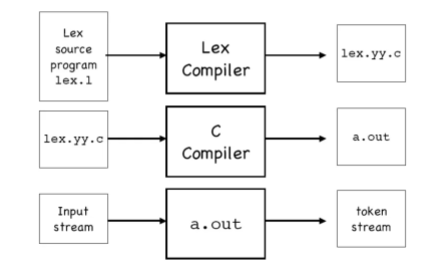 Lex
source
program
lex.l
Lex
Compiler
lex.yy.c
lex.yy.c
C
Compiler
a.out
Input
stream
a.out
token
stream